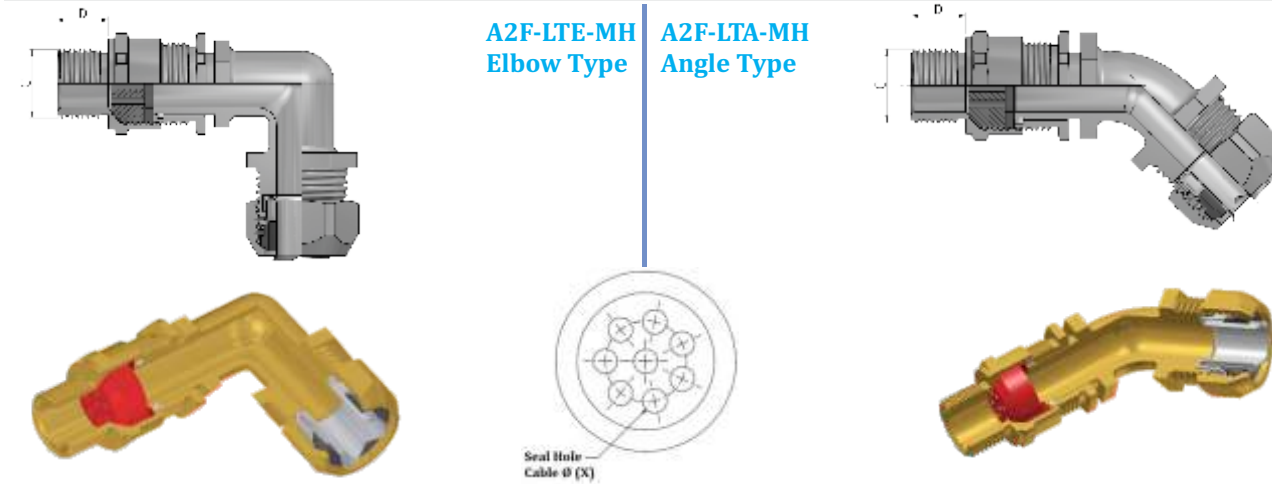 D
A2F-LTE-MH
Elbow Type
A2F-LTA-MH
Angle Type
D
Seal Hole
Cable Ø (X)